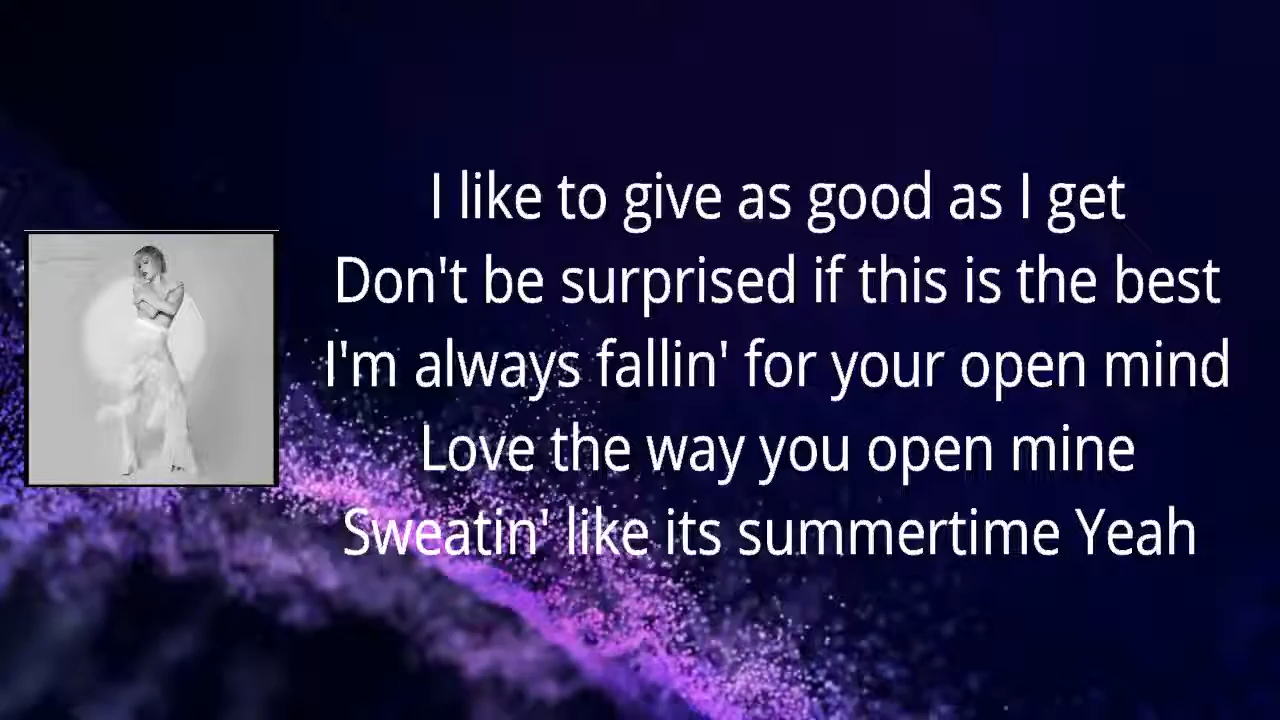 I like to give as good as I get
Don't be surprised if this is the best
I'm always fallin' for your open mind
Love the way you open mine
Sweatin' like its summertime Yeah